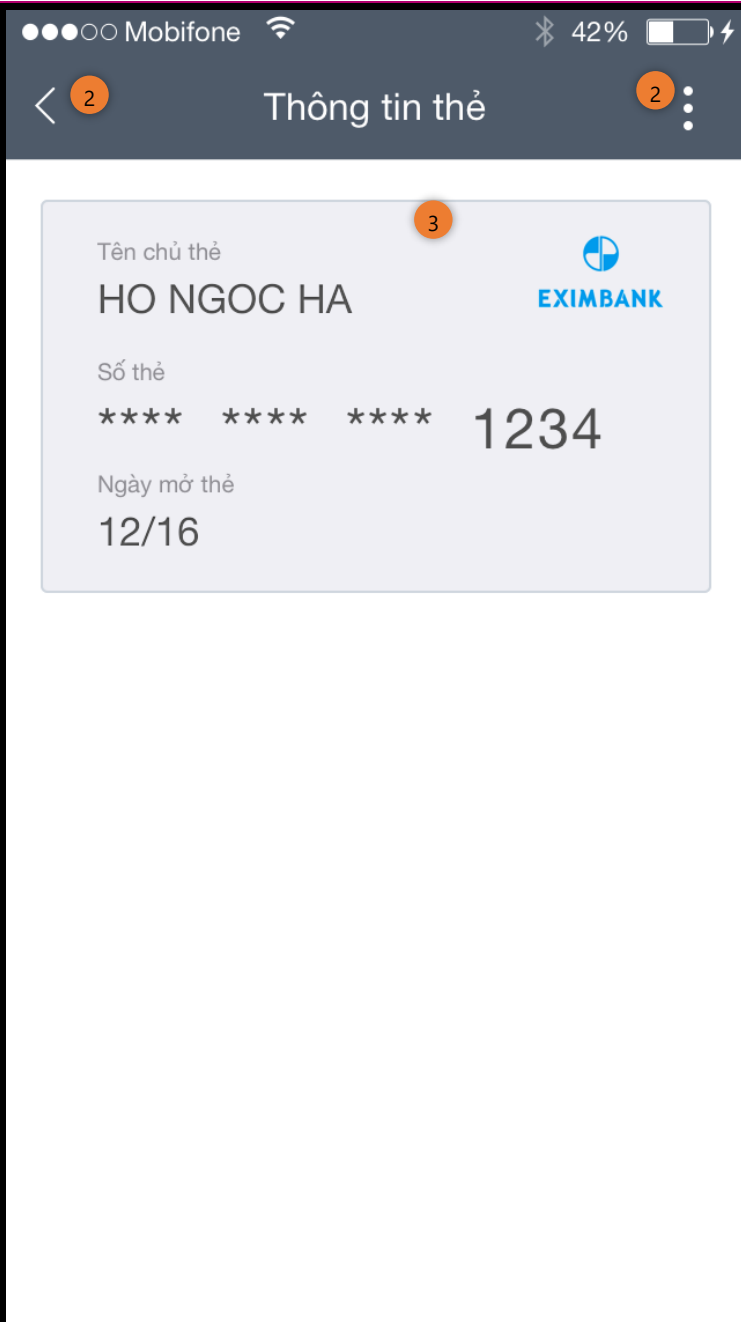 Mobifone 42%
2 Thông tin thẻ 2
3
Tên chủ thẻ
HO NGOC HA
EXIMBANK
Số thẻ
**** **** **** 1234
Ngày mở thẻ
12/16